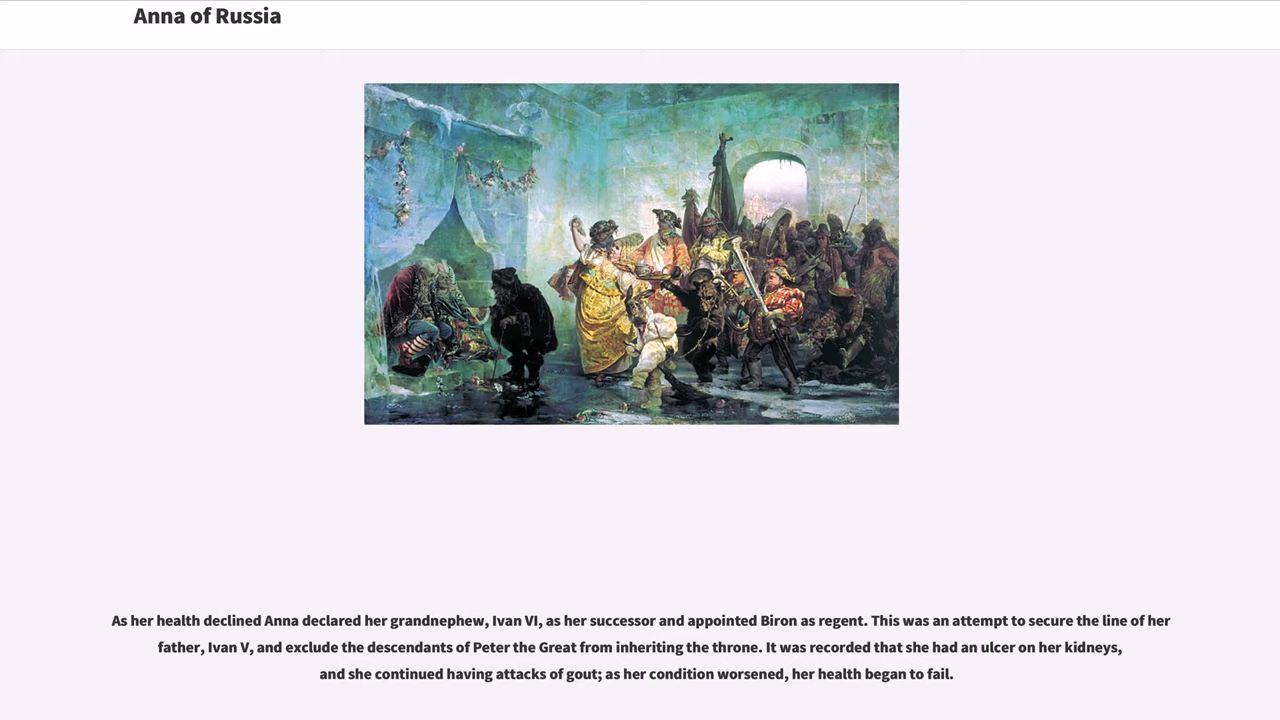 Anna of Russia
As her health declined Anna declared her grandnephew, Ivan VI, as her successor and appointed Biron as regent. This was an attempt to secure the line of her
father, Ivan V, and exclude the descendants of Peter the Great from inheriting the throne. It was recorded that she had an ulcer on her kidneys,
and she continued having attacks of gout; as her condition worsened, her health began to fail.